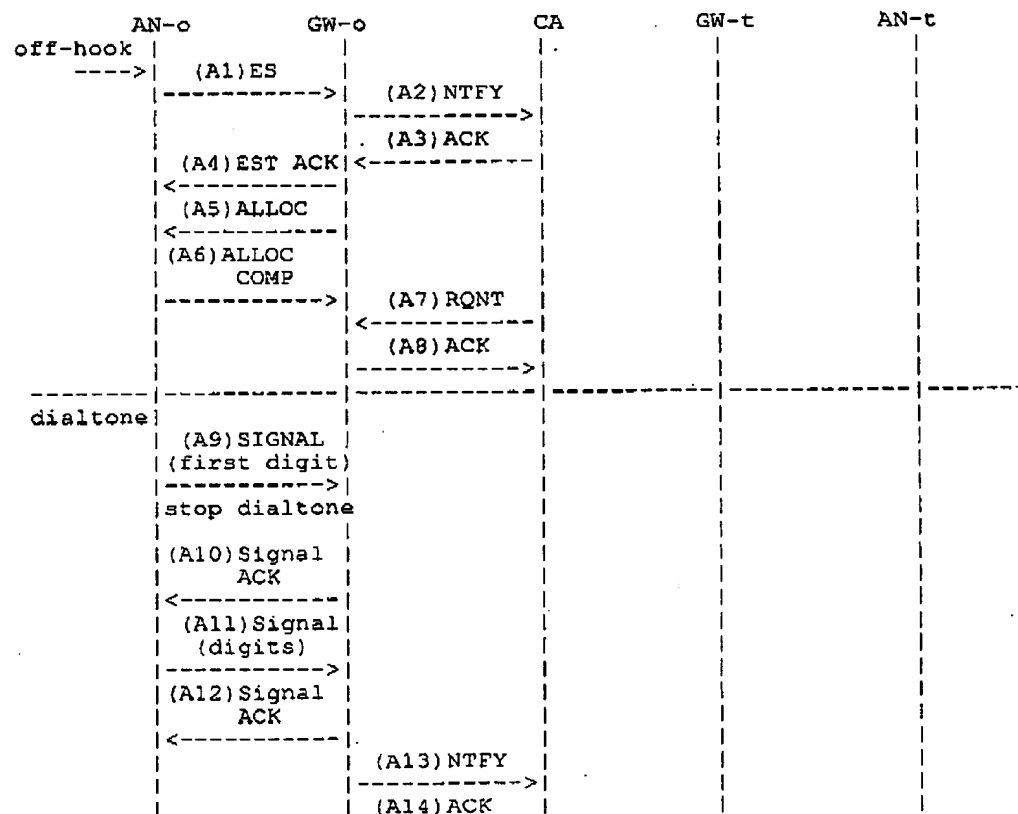 AN-o GW-o CA GW-t AN-t
off-hook
(A1)ES
(A2)NTFY
(A3)ACK
(A4)EST ACK
(A5)ALLOC
(A6)ALLOC
COMP
(A7)RQNT
(A8)ACK
dialtone
(A9)SIGNAL
(first digit)
stop dialtone
(A10)Signal
ACK
(A11)Signal
(digits)
(A12)Signal
ACK
(A13)NTFY
(A14)ACK